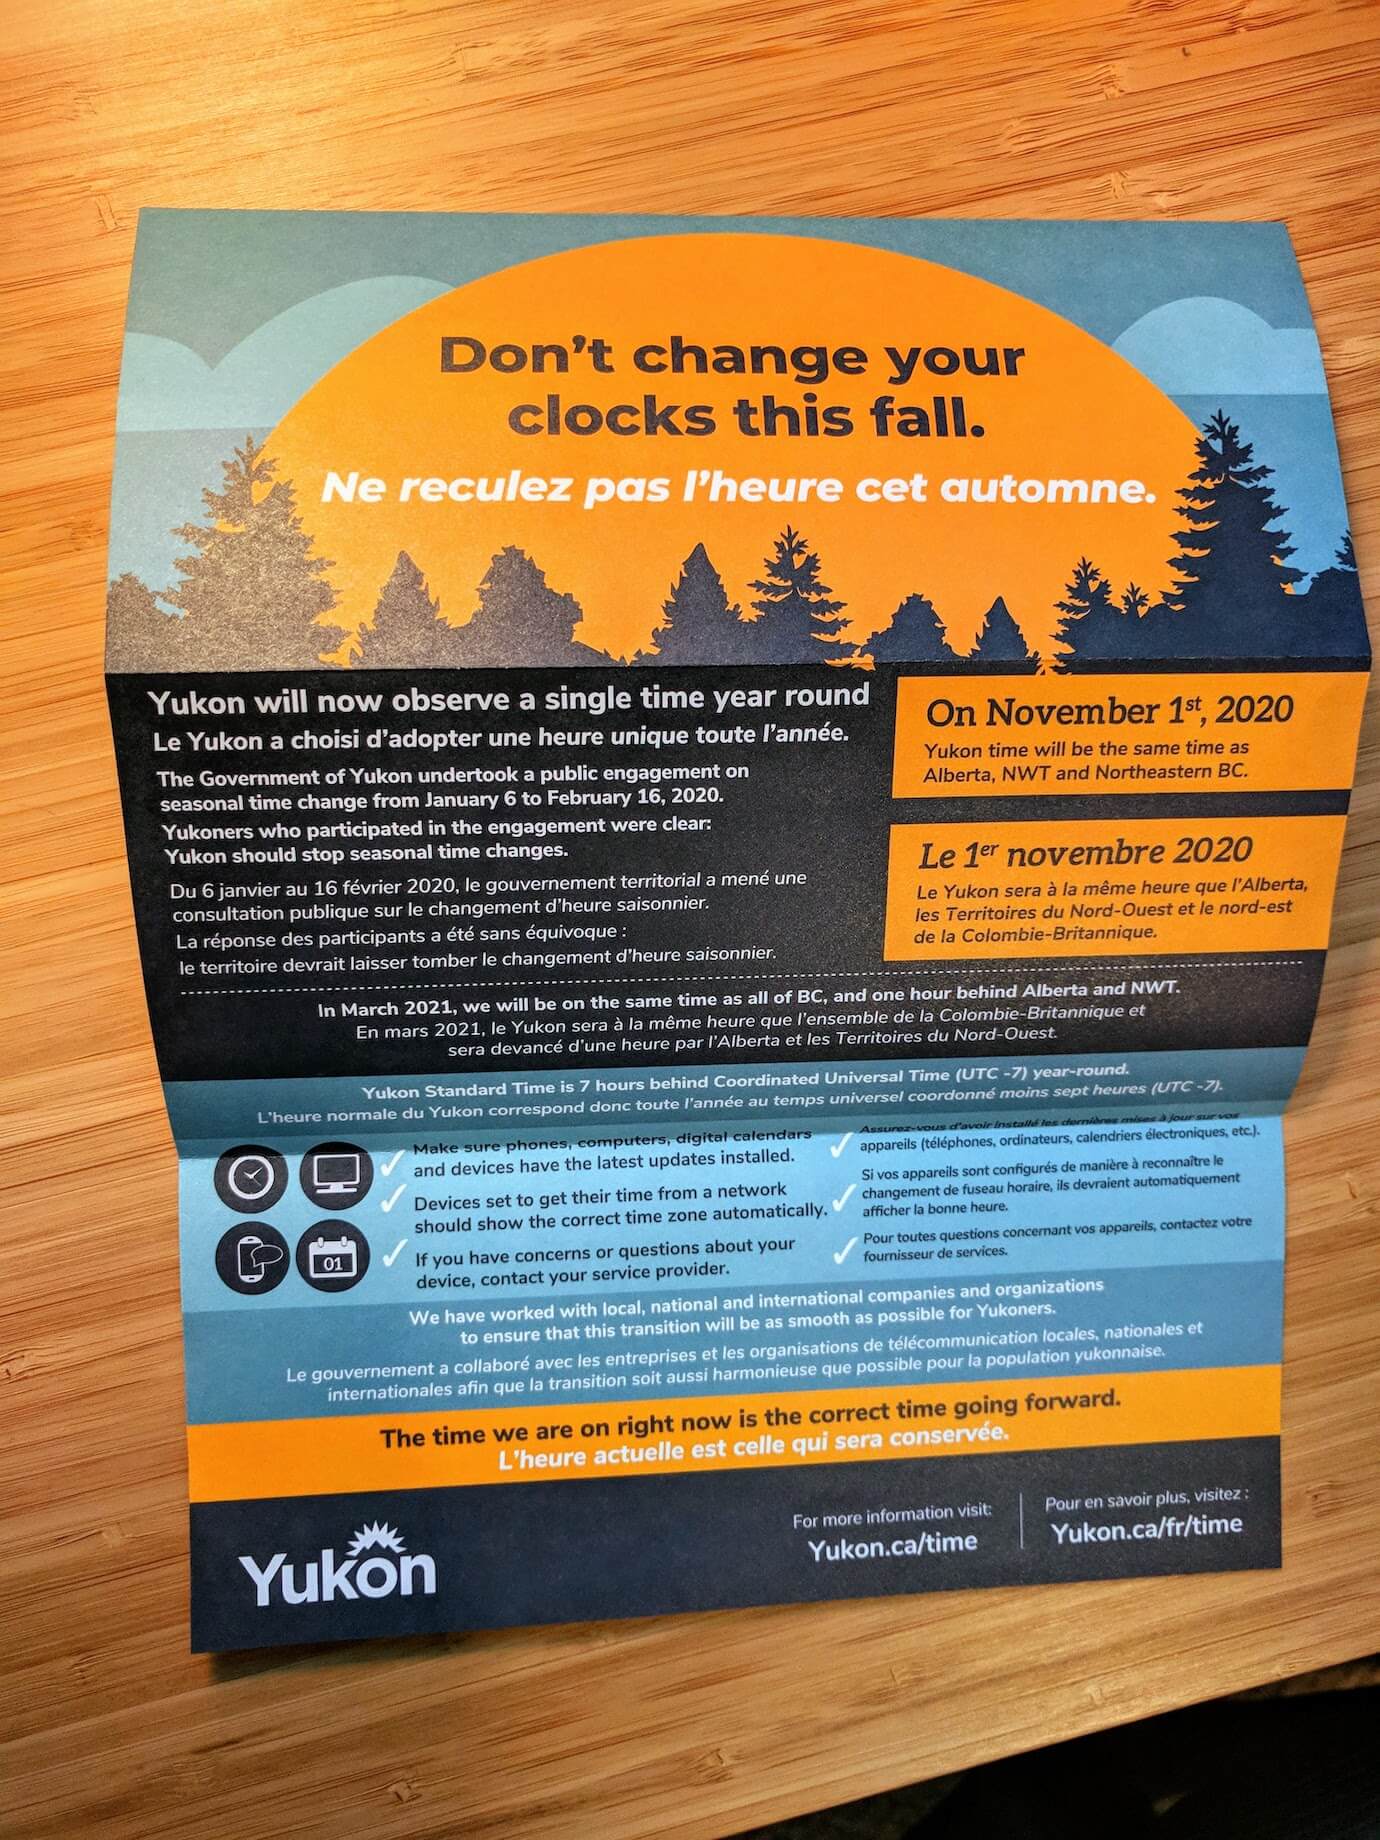 Don't change your
clocks this fall.
Ne reculez pas l'heure cet automne.
Yukon will now observe a single time year round
Le Yukon a choisi d'adopter une heure unique toute l'année.
The Government of Yukon undertook a public engagement on
seasonal time change from January 6 to February 16, 2020.
Yukoners who participated in the engagement were clear:
Yukon should stop seasonal time changes.
Du 6 janvier au 16 février 2020, le gouvernement territorial a mené une
consultation publique sur le changement d'heure saisonnier.
La réponse des participants a été sans équivoque :
le territoire devrait laisser tomber le changement d'heure saisonnier.
On November 1st, 2020
Yukon time will be the same time as
Alberta, NWT and Northeastern BC.
Le 1er novembre 2020
Le Yukon sera à la même heure que l'Alberta,
les Territoires du Nord-Ouest et le nord-est
de la Colombie-Britannique.
In March 2021, we will be on the same time as all of BC, and one hour behind Alberta and NWT.
En mars 2021, le Yukon sera à la même heure que l'ensemble de la Colombie-Britannique et
sera devancé d'une heure par l'Alberta et les Territoires du Nord-Ouest.
Yukon Standard Time is 7 hours behind Coordinated Universal Time (UTC -7) year-round.
L'heure normale du Yukon correspond donc toute l'année au temps universel coordonné moins sept heures (UTC -7).
01
Make sure phones, computers, digital calendars
and devices have the latest updates installed.
Devices set to get their time from a network
should show the correct time zone automatically.
If you have concerns or questions about your
device, contact your service provider.
Assurez-vous d'avoir installé les dernières mises à jour sur vos
appareils (téléphones, ordinateurs, calendriers électroniques, etc.).
Si vos appareils sont configurés de manière à reconnaître le
changement de fuseau horaire, ils devraient automatiquement
afficher la bonne heure.
Pour toutes questions concernant vos appareils, contactez votre
fournisseur de services.
We have worked with local, national and international companies and organizations
to ensure that this transition will be as smooth as possible for Yukoners.
Le gouvernement a collaboré avec les entreprises et les organisations de télécommunication locales, nationales et
internationales afin que la transition soit aussi harmonieuse que possible pour la population yukonnaise.
The time we are on right now is the correct time going forward.
L'heure actuelle est celle qui sera conservée.
Yukon
For more information visit:
Yukon.ca/time
Pour en savoir plus, visitez :
Yukon.ca/fr/time